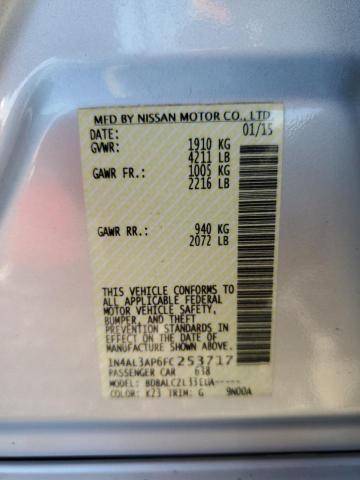 MFD BY NISSAN MOTOR CO., LTD.
DATE: 01/15
GVWR: 1910 KG
4211 LB
GAWR FR.: 1005 KG
2216 LB
GAWR RR.: 940 KG
2072 LB
THIS VEHICLE CONFORMS TO
ALL APPLICABLE FEDERAL
MOTOR VEHICLE SAFETY,
BUMPER, AND THEFT
PREVENTION STANDARDS IN
EFFECT ON THE DATE OF
MANUFACTURE SHOWN ABOVE.
1N4AL3AP6FC253717
PASSENGER CAR 638
MODEL: BDBALCZL33EUA-----
COLOR: K23 TRIM: G 9N00A